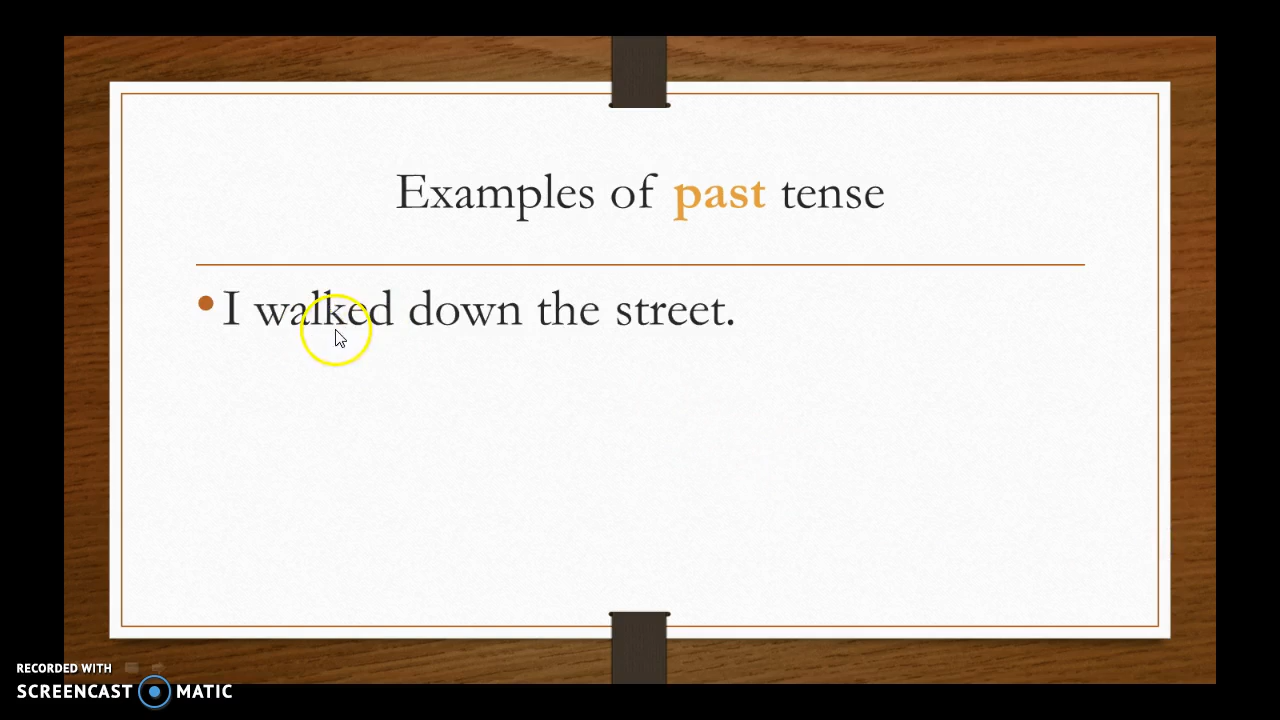 Examples of past tense
•I walked down the street.
RECORDED WITH
SCREENCAST MATIC